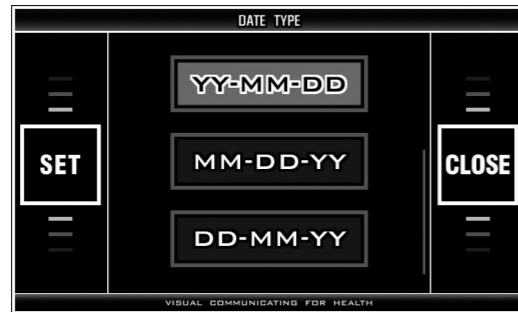 DATE TYPE
YY-MM-DD
SET
MM-DD-YY
CLOSE
DD-MM-YY
VISUAL COMMUNICATING FOR HEALTH